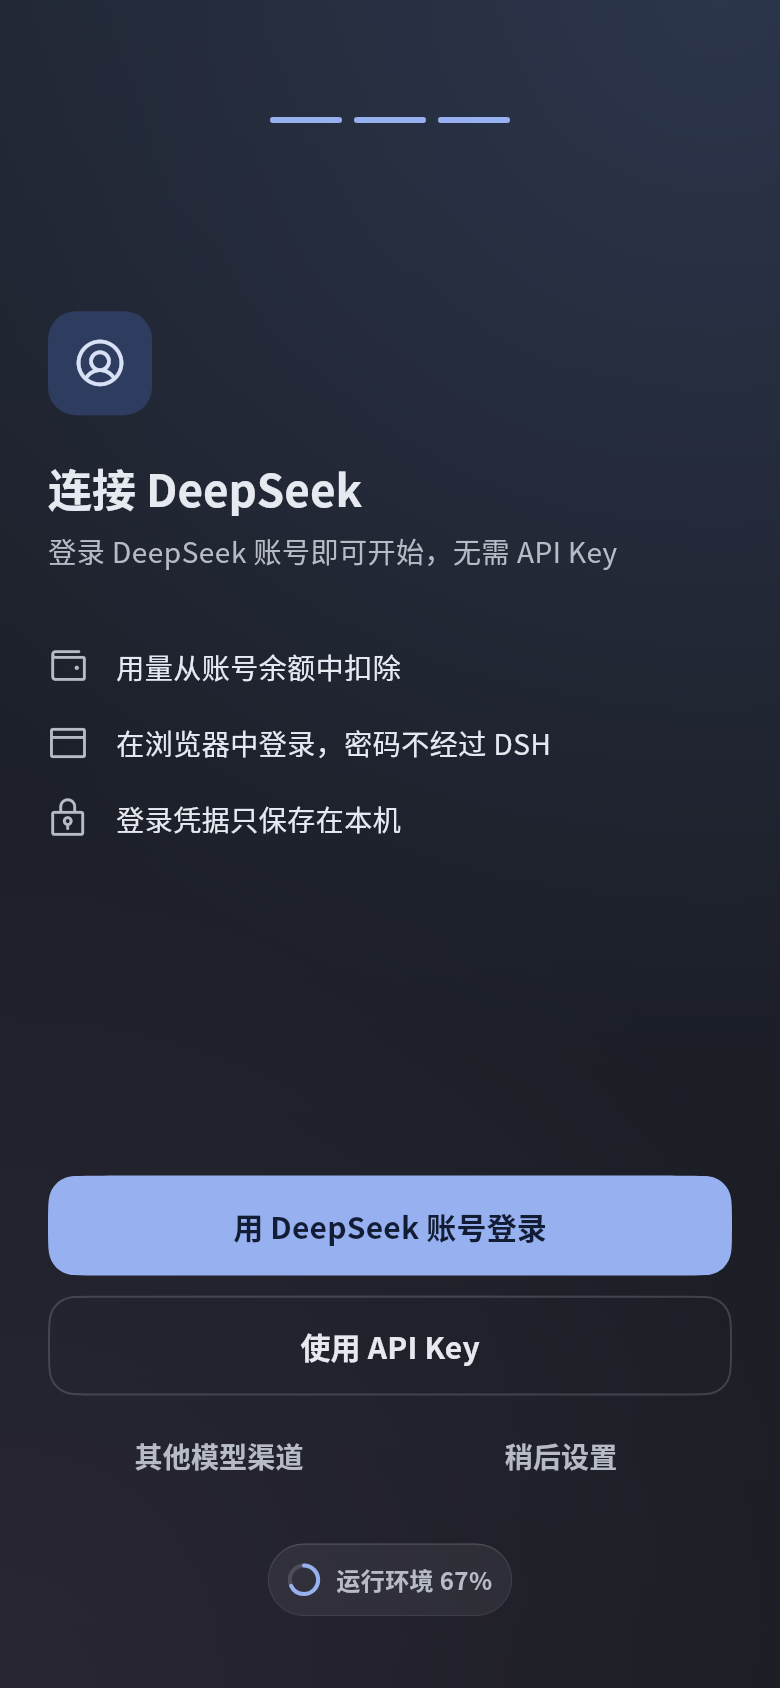 连接 DeepSeek
登录 DeepSeek 账号即可开始，无需 API Key
用量从账号余额中扣除
在浏览器中登录，密码不经过 DSH
登录凭据只保存在本机
用 DeepSeek 账号登录
使用 API Key
其他模型渠道 稍后设置
运行环境 67%